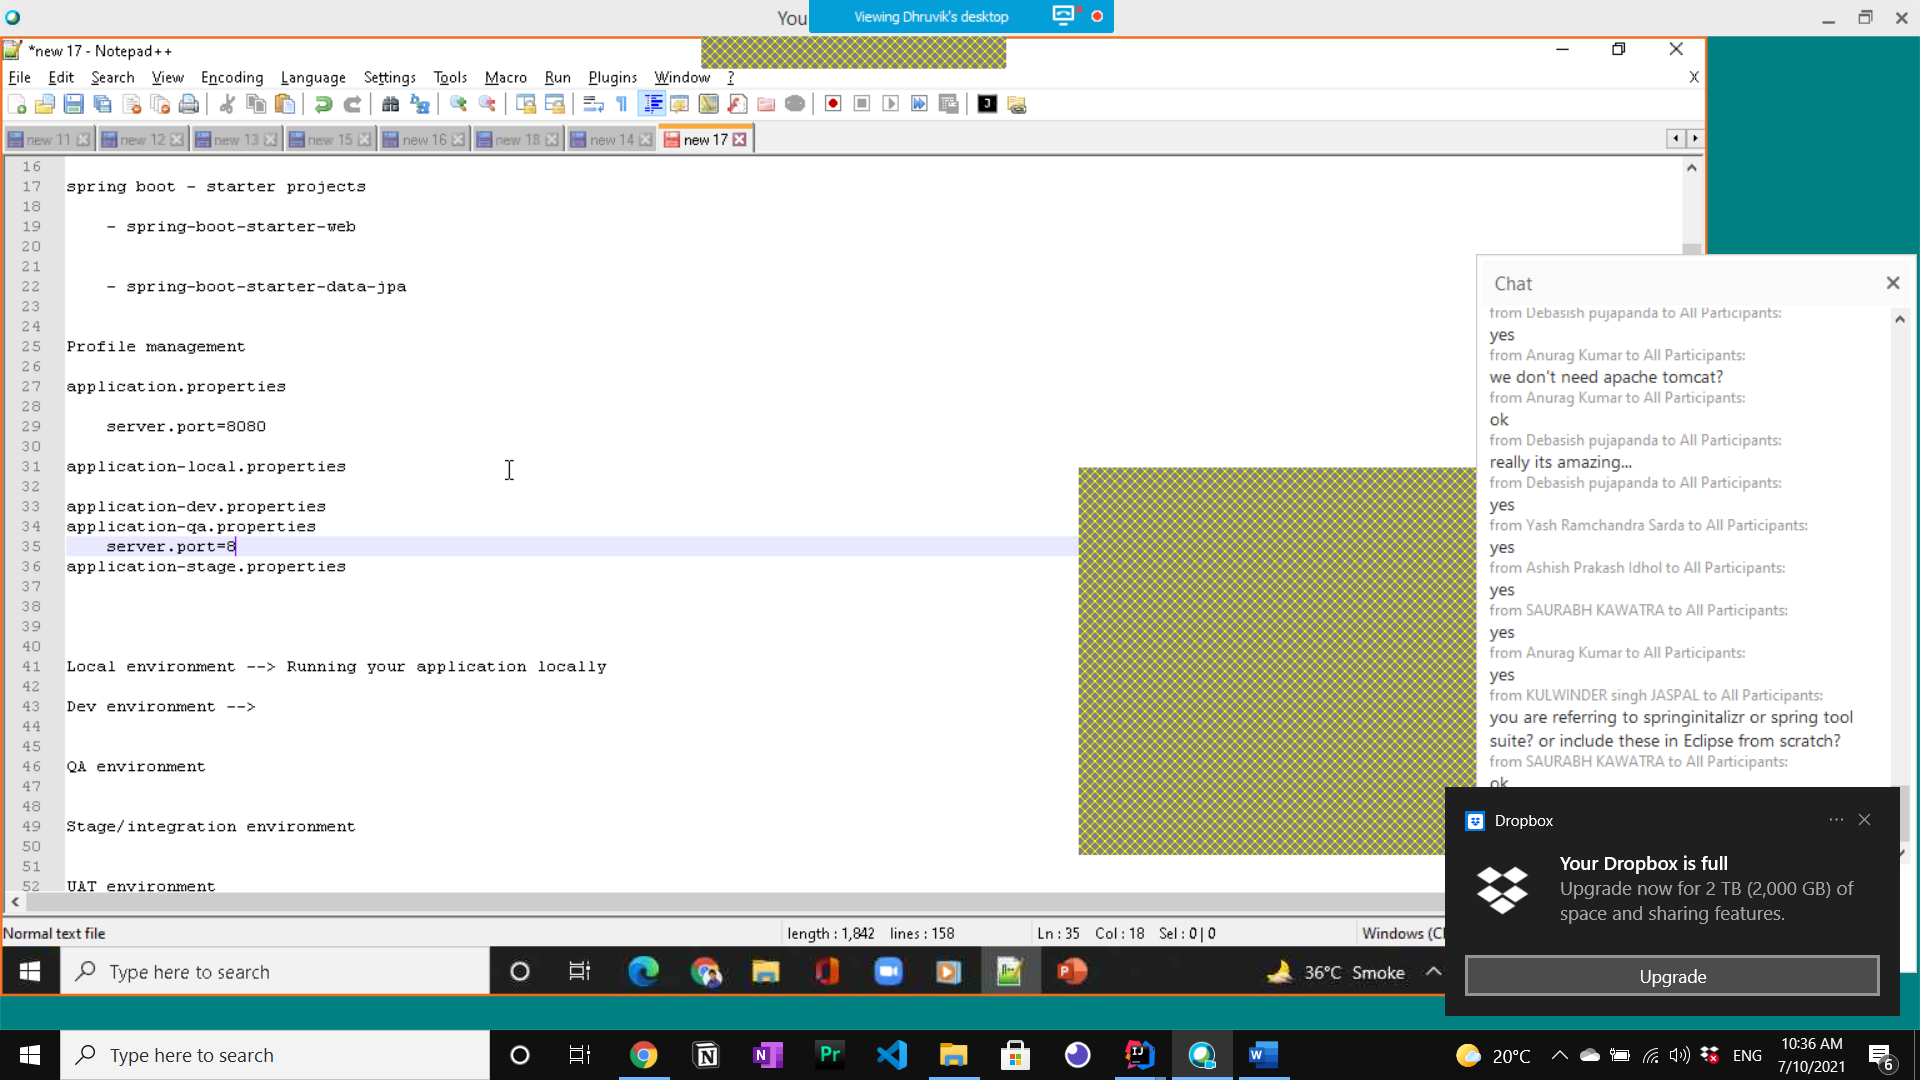 You
Viewing Dhruvik's desktop
*new 17 - Notepad++
File Edit Search View Encoding Language Settings Tools Macro Run Plugins Window ?
X
new 11 new 12 new 13 new 15 new 16 new 18 new 14 new 17
16
17 spring boot - starter projects
18
19 - spring-boot-starter-web
20
21
22 - spring-boot-starter-data-jpa
23
24
25 Profile management
26
27 application.properties
28
29 server.port=8080
30
31 application-local.properties
32
33 application-dev.properties
34 application-qa.properties
35 server.port=8
36 application-stage.properties
37
38
39
40
41 Local environment --> Running your application locally
42
43 Dev environment -->
44
45
46 QA environment
47
48
49 Stage/integration environment
50
51
52 UAT environment
Normal text file
length : 1,842 lines : 158
Ln : 35 Col : 18 Sel : 0 | 0
Windows (C
Chat
from Debasish pujapanda to All Participants:
yes
from Anurag Kumar to All Participants:
we don't need apache tomcat?
from Anurag Kumar to All Participants:
ok
from Debasish pujapanda to All Participants:
really its amazing...
from Debasish pujapanda to All Participants:
yes
from Yash Ramchandra Sarda to All Participants:
yes
from Ashish Prakash Idhol to All Participants:
yes
from SAURABH KAWATRA to All Participants:
yes
from Anurag Kumar to All Participants:
yes
from KULWINDER singh JASPAL to All Participants:
you are referring to springinitalizr or spring tool
suite? or include these in Eclipse from scratch?
from SAURABH KAWATRA to All Participants:
ok
Dropbox
Your Dropbox is full
Upgrade now for 2 TB (2,000 GB) of
space and sharing features.
Upgrade
Type here to search
36°C Smoke
Type here to search
Pr
20°C
ENG
10:36 AM
7/10/2021
6